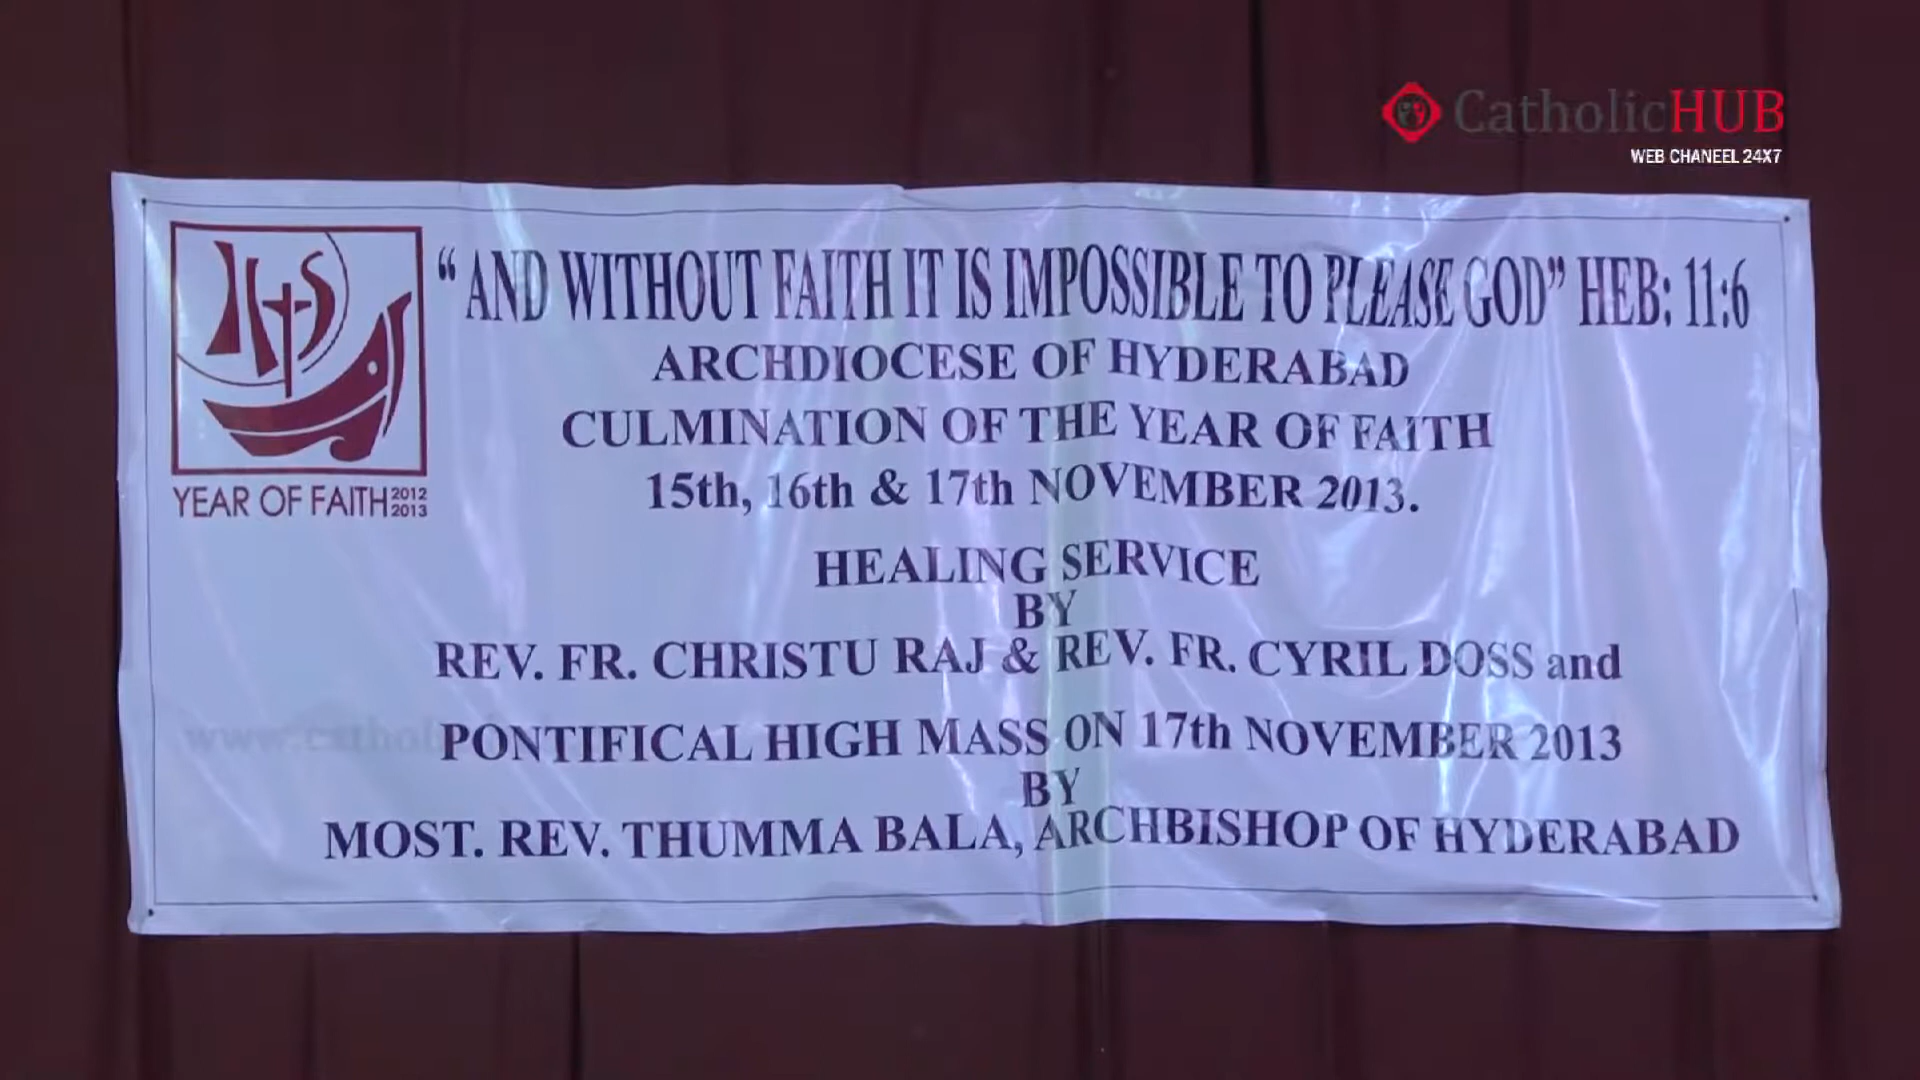 CatholicHUB
WEB CHANEEL 24X7
"AND WITHOUT FAITH IT IS IMPOSSIBLE TO PLEASE GOD" HEB: 11:6
ARCHDIOCESE OF HYDERABAD
CULMINATION OF THE YEAR OF FAITH
15th, 16th & 17th NOVEMBER 2013.
IHS
YEAR OF FAITH 2012 2013
HEALING SERVICE
BY
REV. FR. CHRISTU RAJ & REV. FR. CYRIL DOSS and
PONTIFICAL HIGH MASS ON 17th NOVEMBER 2013
BY
MOST. REV. THUMMA BALA, ARCHBISHOP OF HYDERABAD